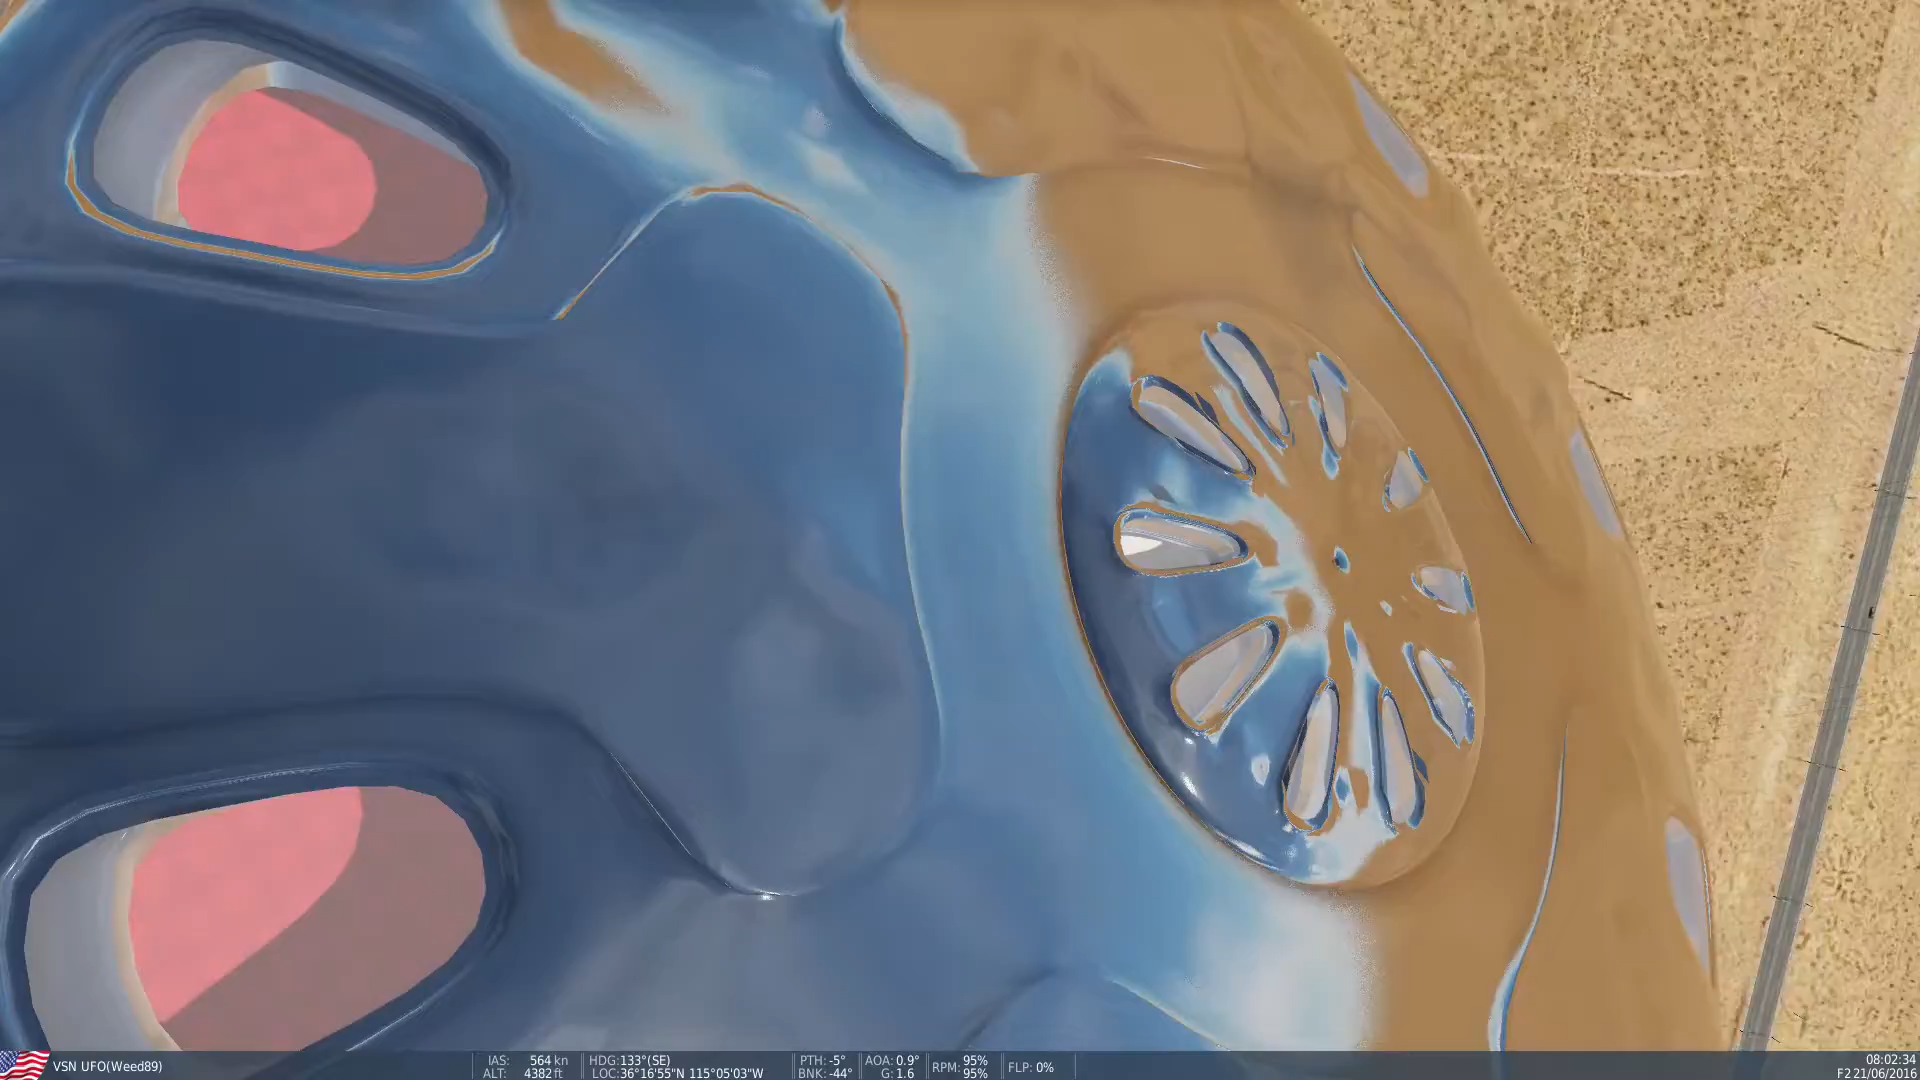 VSN UFO(Weed89)
IAS: 564 kn
ALT: 4382 ft
HDG:133°(SE)
LOC:36°16'55"N 115°05'03"W
PTH: -5°
BNK: -44°
AOA: 0.9°
G: 1.6
RPM: 95%
95%
FLP: 0%
08:02:34
F2 21/06/2016